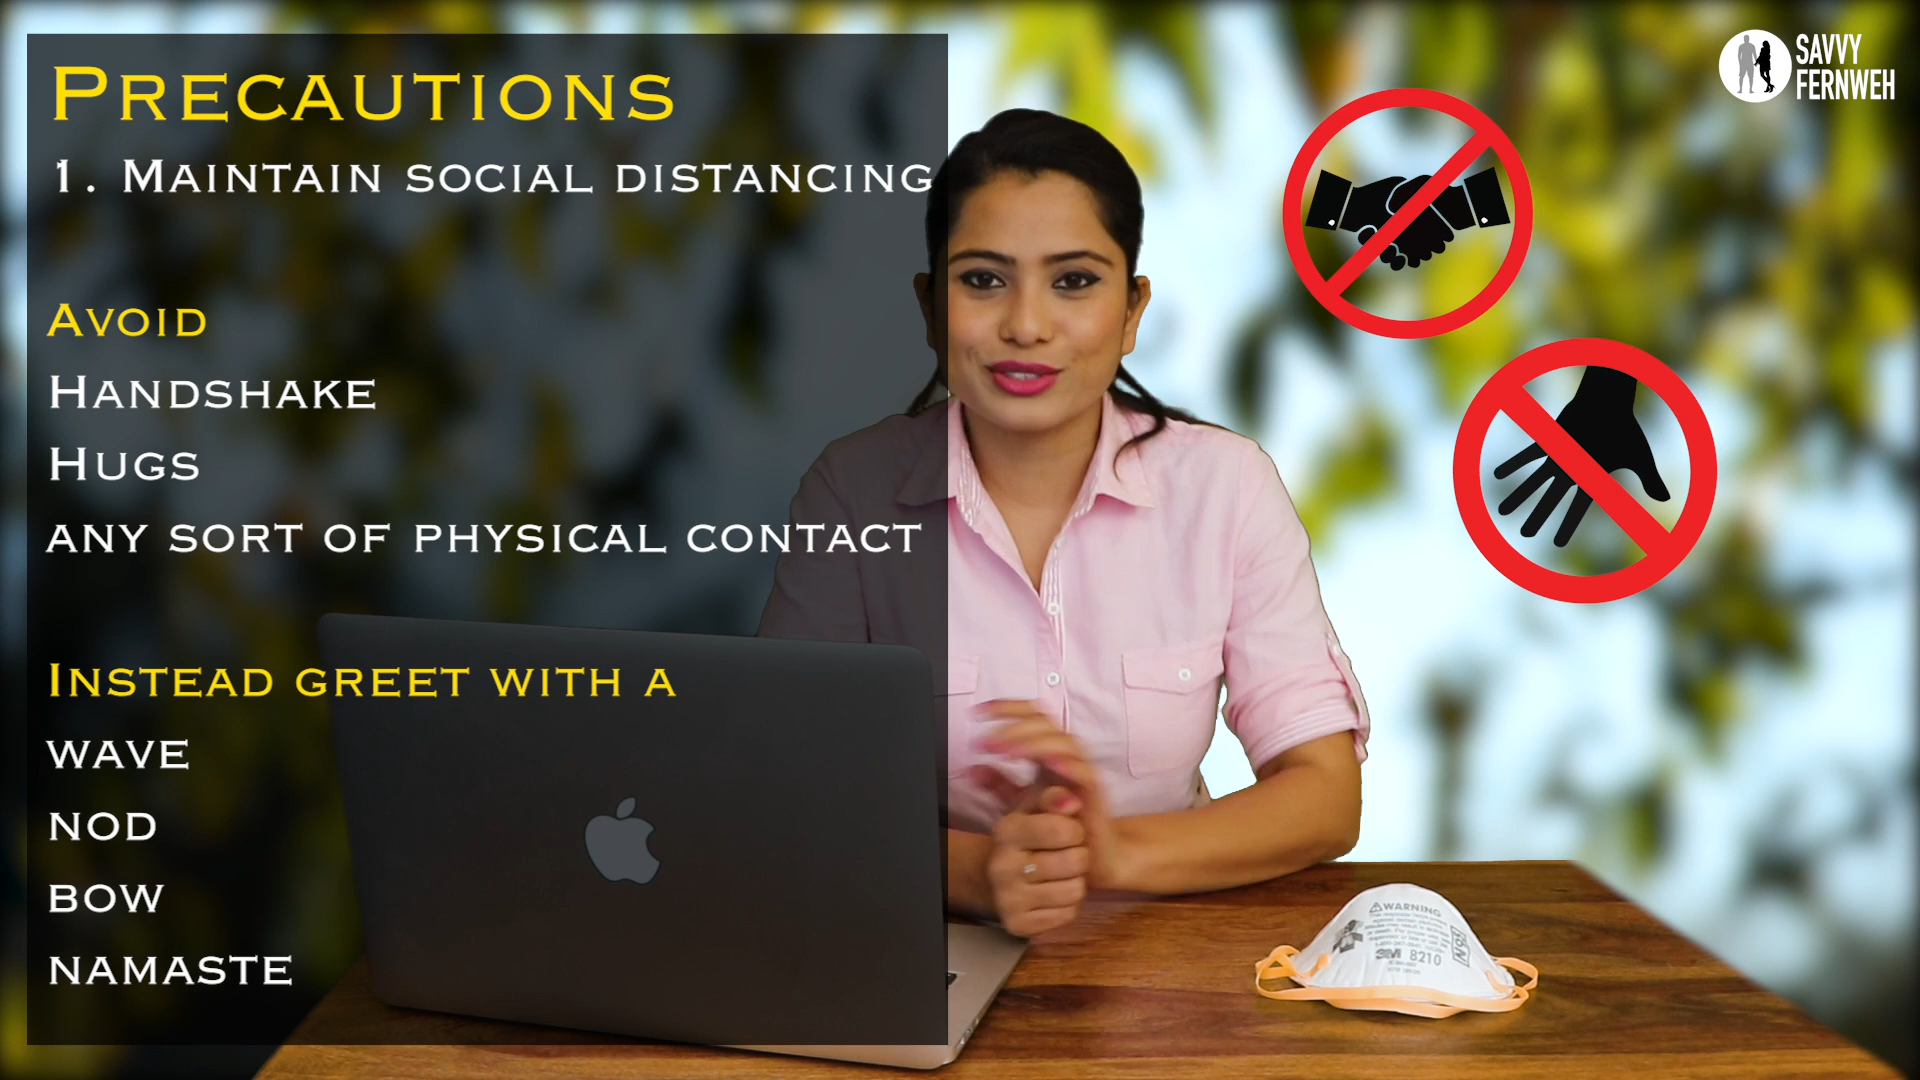 PRECAUTIONS
1. MAINTAIN SOCIAL DISTANCING
AVOID
HANDSHAKE
HUGS
ANY SORT OF PHYSICAL CONTACT
INSTEAD GREET WITH A
WAVE
NOD
BOW
NAMASTE
SAVVY
FERNWEH
WARNING
3M 8210
N95